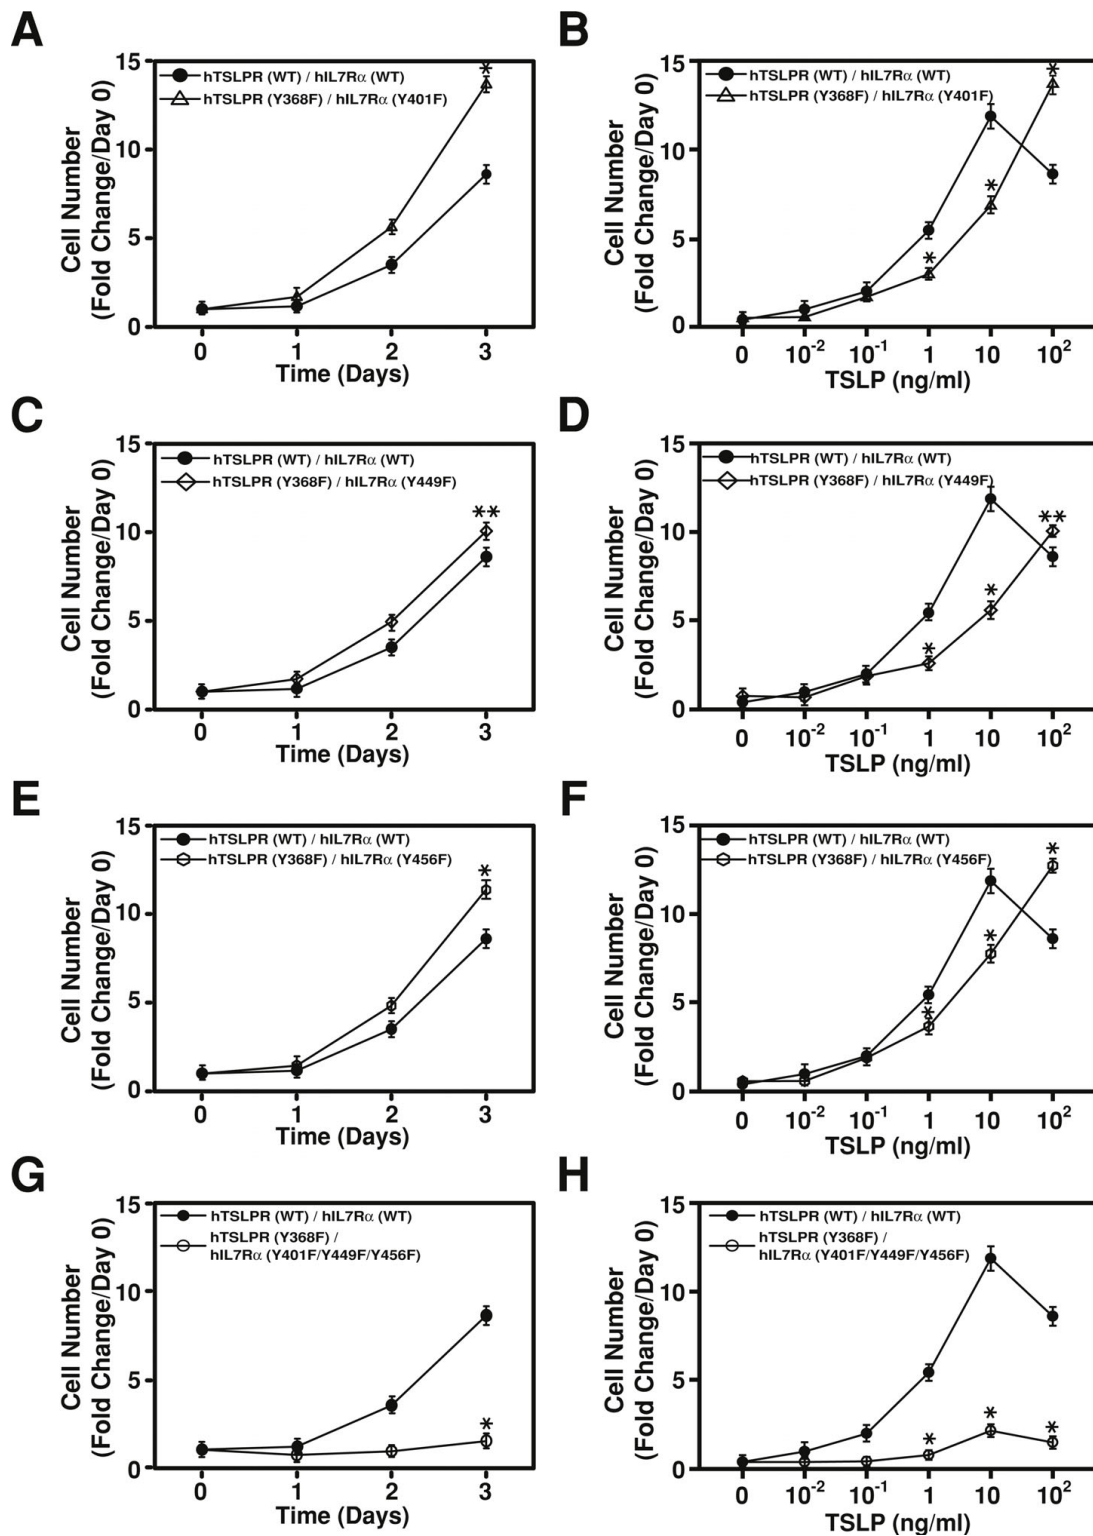 A
Cell Number
(Fold Change/Day 0)
15
10
5
0
hTSLPR (WT) / hIL7Rα (WT)
hTSLPR (Y368F) / hIL7Rα (Y401F)
*
0 1 2 3
Time (Days)
B
Cell Number
(Fold Change/Day 0)
15
10
5
0
hTSLPR (WT) / hIL7Rα (WT)
hTSLPR (Y368F) / hIL7Rα (Y401F)
*
*
*
0 10⁻² 10⁻¹ 1 10 10²
TSLP (ng/ml)
C
Cell Number
(Fold Change/Day 0)
15
10
5
0
hTSLPR (WT) / hIL7Rα (WT)
hTSLPR (Y368F) / hIL7Rα (Y449F)
**
0 1 2 3
Time (Days)
D
Cell Number
(Fold Change/Day 0)
15
10
5
0
hTSLPR (WT) / hIL7Rα (WT)
hTSLPR (Y368F) / hIL7Rα (Y449F)
**
*
*
0 10⁻² 10⁻¹ 1 10 10²
TSLP (ng/ml)
E
Cell Number
(Fold Change/Day 0)
15
10
5
0
hTSLPR (WT) / hIL7Rα (WT)
hTSLPR (Y368F) / hIL7Rα (Y456F)
*
0 1 2 3
Time (Days)
F
Cell Number
(Fold Change/Day 0)
15
10
5
0
hTSLPR (WT) / hIL7Rα (WT)
hTSLPR (Y368F) / hIL7Rα (Y456F)
*
*
*
0 10⁻² 10⁻¹ 1 10 10²
TSLP (ng/ml)
G
Cell Number
(Fold Change/Day 0)
15
10
5
0
hTSLPR (WT) / hIL7Rα (WT)
hTSLPR (Y368F) /
hIL7Rα (Y401F/Y449F/Y456F)
*
0 1 2 3
Time (Days)
H
Cell Number
(Fold Change/Day 0)
15
10
5
0
hTSLPR (WT) / hIL7Rα (WT)
hTSLPR (Y368F) /
hIL7Rα (Y401F/Y449F/Y456F)
*
*
*
0 10⁻² 10⁻¹ 1 10 10²
TSLP (ng/ml)